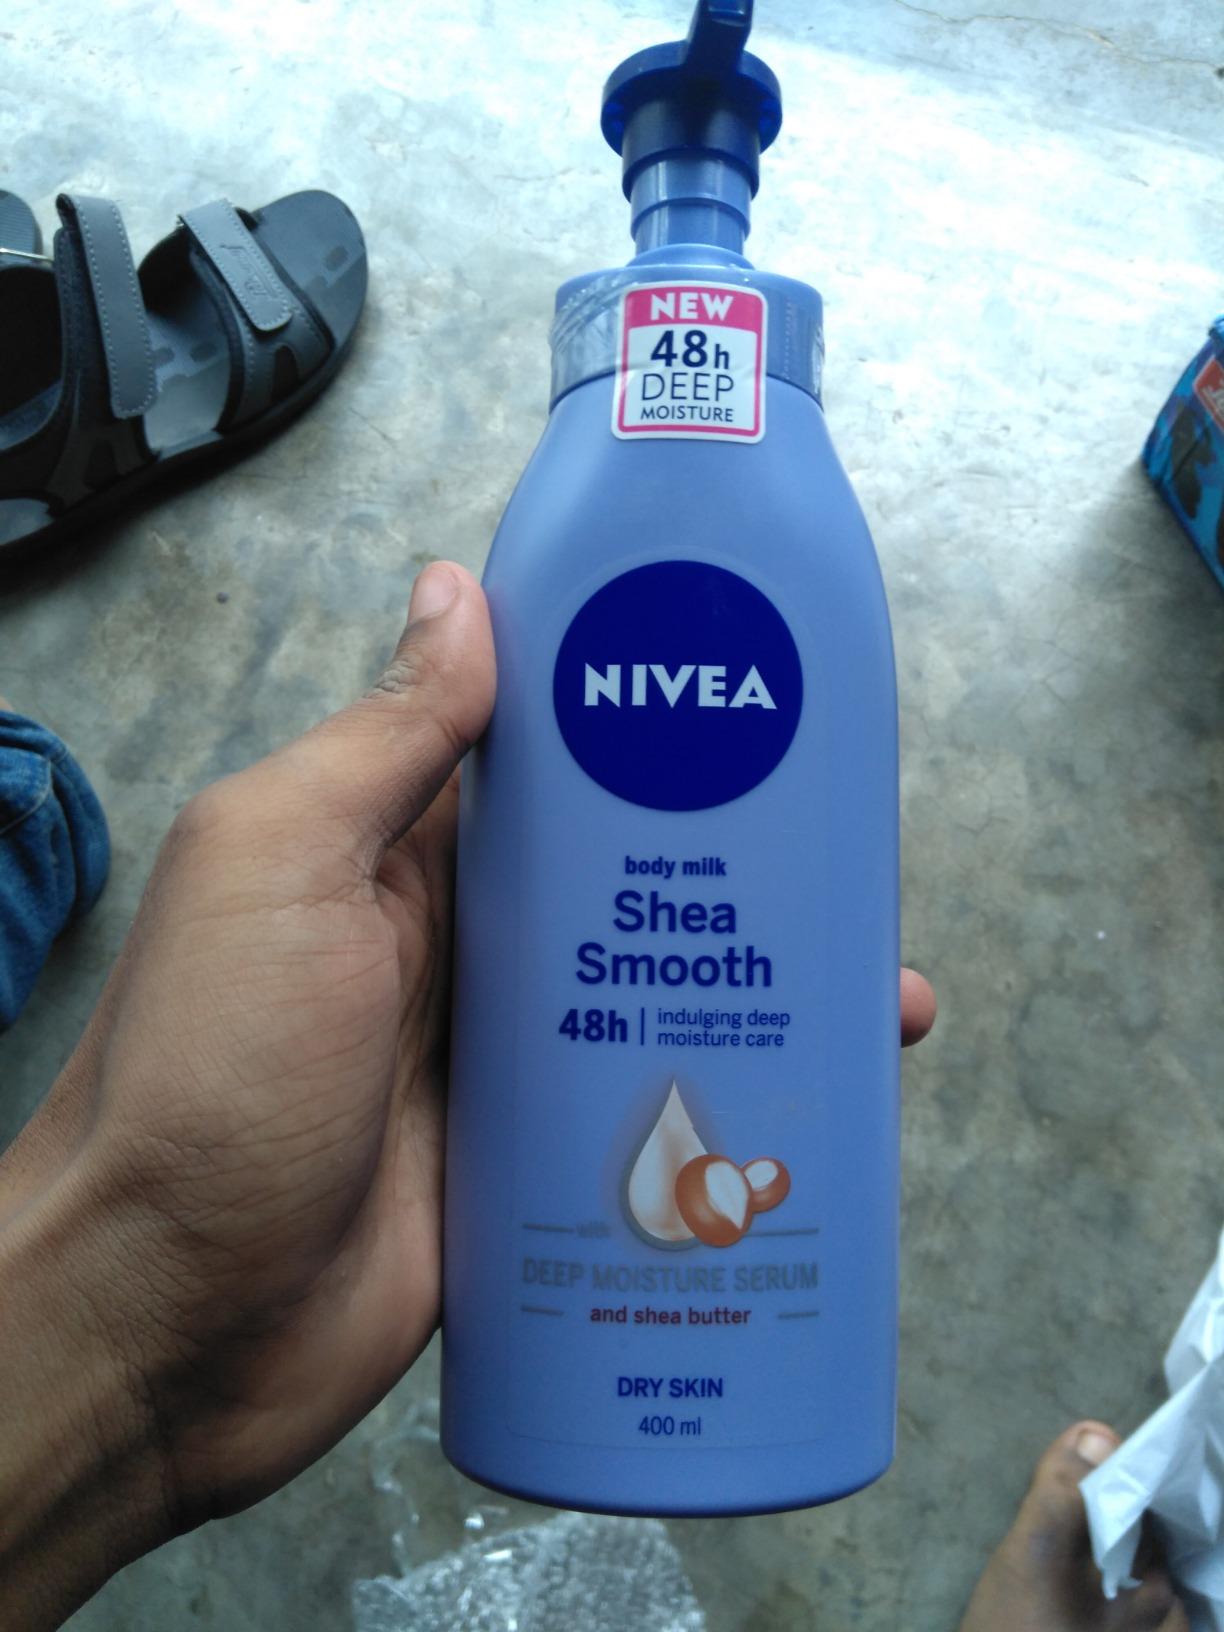 NEW
48h
DEEP
MOISTURE
NIVEA
body milk
Shea
Smooth
48h | indulging deep
moisture care
with
DEEP MOISTURE SERUM
and shea butter
DRY SKIN
400 ml